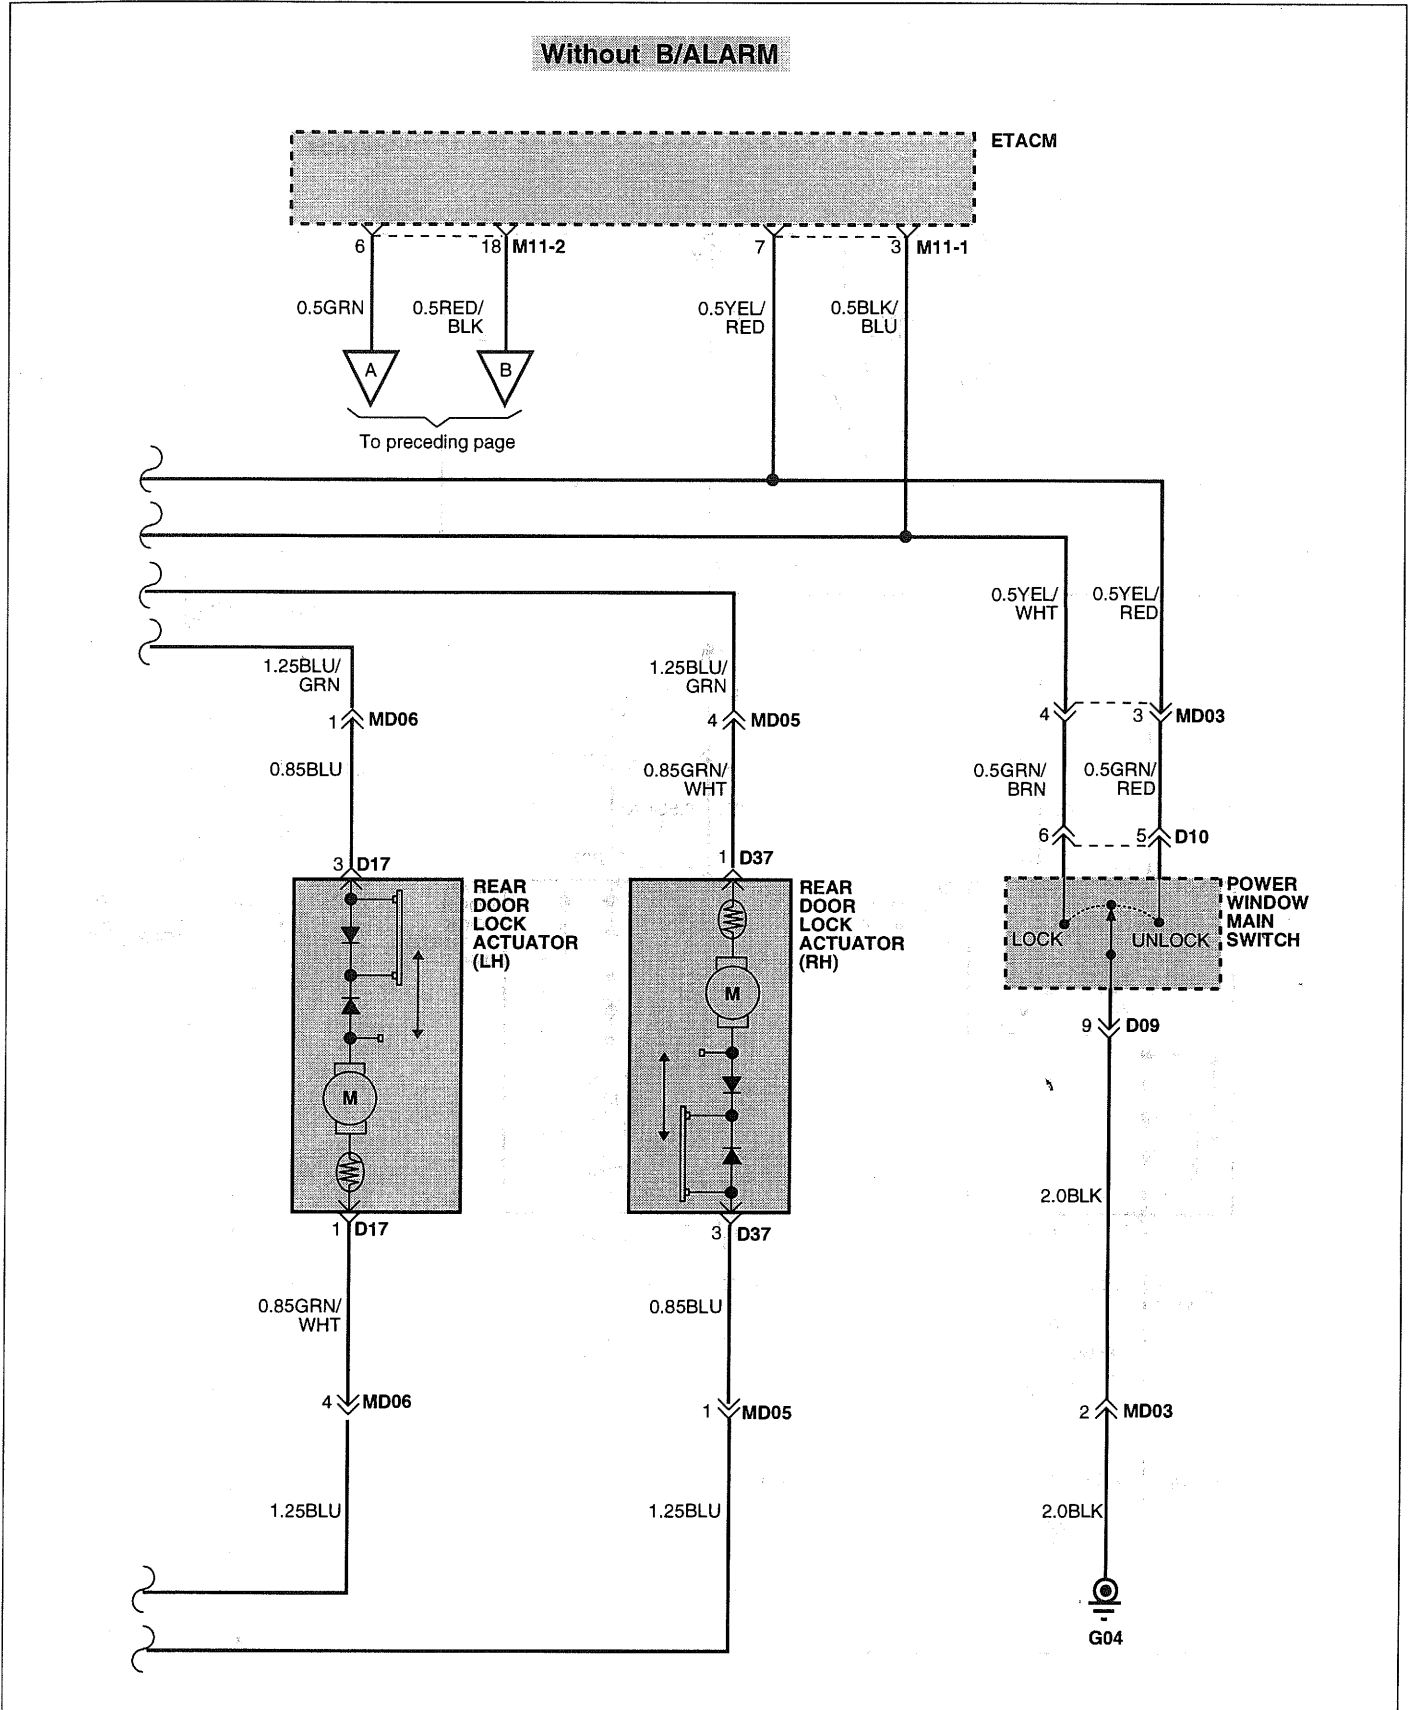 Without B/ALARM
ETACM
6
18
M11-2
7
3
M11-1
0.5GRN
0.5RED/
BLK
0.5YEL/
RED
0.5BLK/
BLU
A
B
To preceding page
0.5YEL/
WHT
0.5YEL/
RED
1.25BLU/
GRN
1.25BLU/
GRN
1
MD06
4
MD05
4
3
MD03
0.85BLU
0.85GRN/
WHT
0.5GRN/
BRN
0.5GRN/
RED
6
5
D10
3
D17
1
D37
REAR
DOOR
LOCK
ACTUATOR
(LH)
M
REAR
DOOR
LOCK
ACTUATOR
(RH)
M
POWER
WINDOW
MAIN
SWITCH
LOCK
UNLOCK
9
D09
2.0BLK
1
D17
3
D37
0.85GRN/
WHT
0.85BLU
4
MD06
1
MD05
2
MD03
1.25BLU
1.25BLU
2.0BLK
G04